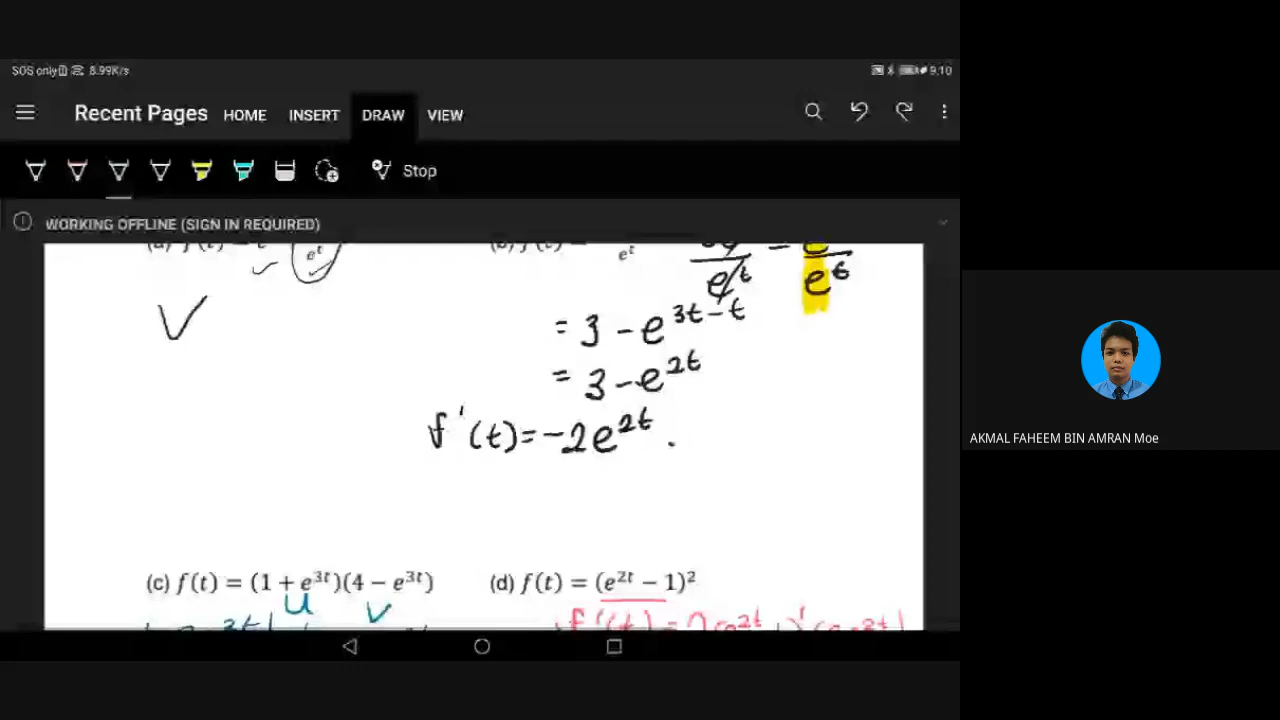 SOS only 8.99K/s 9:10
Recent Pages HOME INSERT DRAW VIEW
Stop
WORKING OFFLINE (SIGN IN REQUIRED)
e^t
e^t
e^t - e^t
= 3 - e^{3t-t}
= 3 - e^{2t}
f'(t) = -2e^{2t}.
V
(c) f(t) = (1 + e^{3t})(4 - e^{3t})
(d) f(t) = (e^{2t} - 1)^2
u v
AKMAL FAHEEM BIN AMRAN Moe